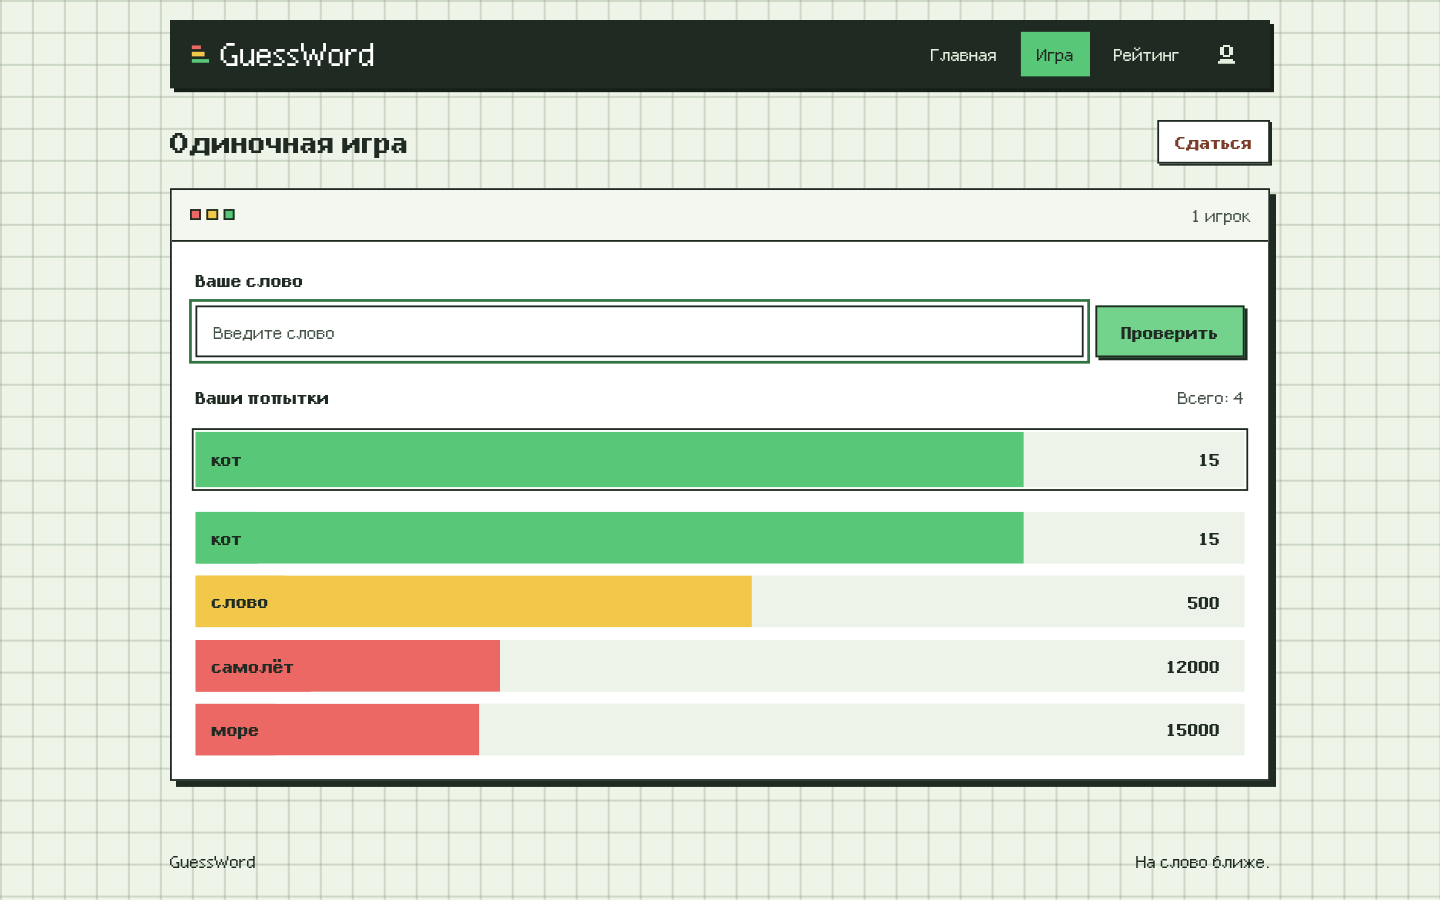 GuessWord
Главная
Игра
Рейтинг
Одиночная игра
Сдаться
1 игрок
Ваше слово
Введите слово
Проверить
Ваши попытки
Всего: 4
кот 15
кот 15
слово 500
самолёт 12000
море 15000
GuessWord
На слово ближе.